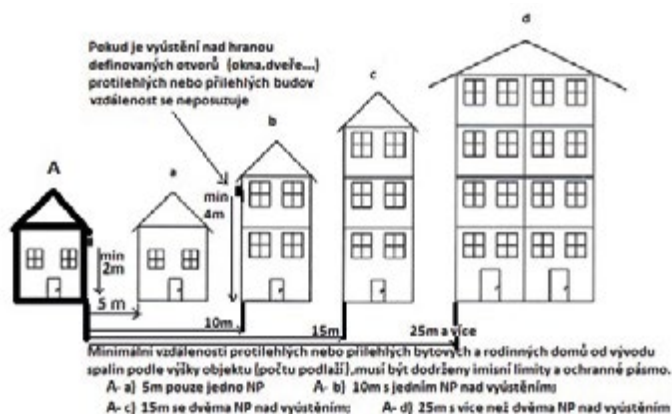 d
Pokud je vyústění nad hranou
definovaných otvorů (okna.dveře...)
protilehlých nebo přilehlých budov
vzdálenost se neposuzuje
c
b
A
a
min
4m
min
2m
5 m
10m
15m
25m a více
Minimální vzdálenosti protilehlých nebo přilehlých bytových a rodinných domů od vývodu
spalin podle výšky objektu (počtu podlaží),musí být dodrženy imisní limity a ochranné pásmo.
A- a) 5m pouze jedno NP A- b) 10m s jedním NP nad vyústěním;
A- c) 15m se dvěma NP nad vyústěním; A- d) 25m s více než dvěma NP nad vyústěním